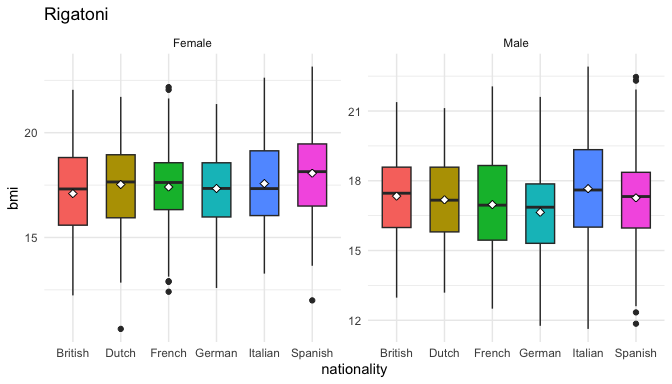 Rigatoni
Female
Male
bmi
20
15
21
18
15
12
British Dutch French German Italian Spanish
British Dutch French German Italian Spanish
nationality